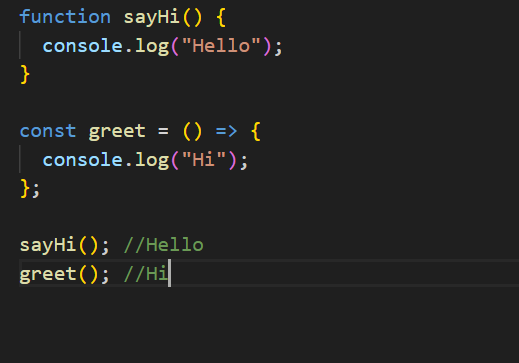 function sayHi() {
  console.log("Hello");
}

const greet = () => {
  console.log("Hi");
};

sayHi(); //Hello
greet(); //Hi